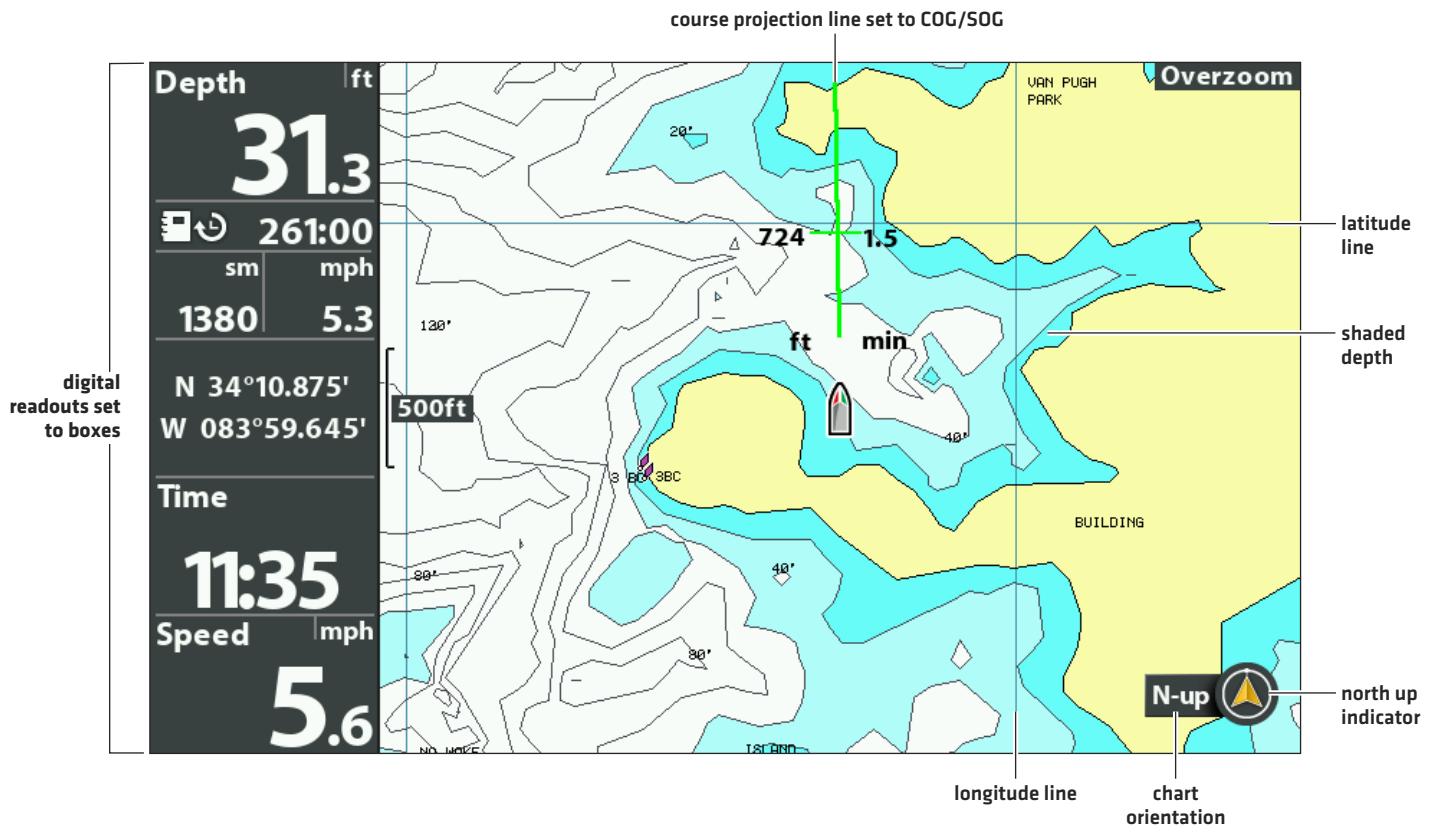 course projection line set to COG/SOG
Depth ft
31.3
261:00
sm mph
1380 5.3
N 34°10.875'
W 083°59.645'
Time
11:35
Speed mph
5.6
digital
readouts set
to boxes
Overzoom
VAN PUGH
PARK
20'
724 1.5
ft min
120'
500ft
40'
3 BC 3BC
BUILDING
80'
40'
80'
NO WAKE
ISLAND
N-up
latitude
line
shaded
depth
north up
indicator
longitude line
chart
orientation